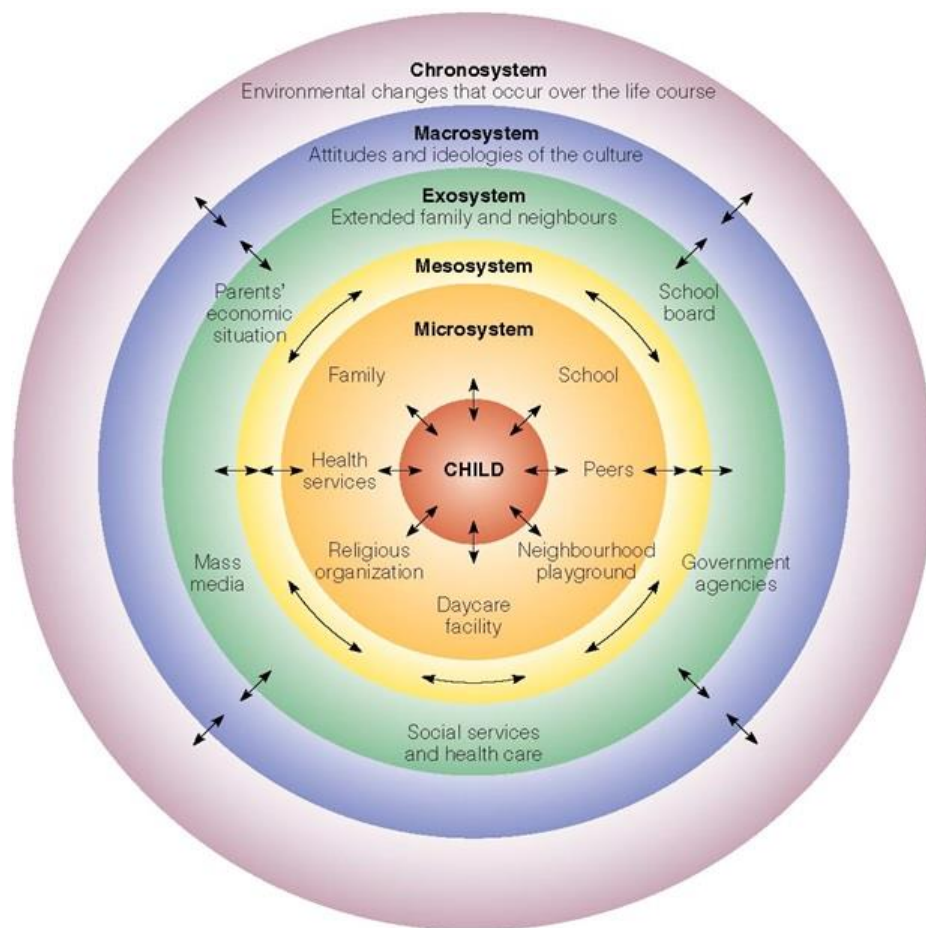 Chronosystem
Environmental changes that occur over the life course
Macrosystem
Attitudes and ideologies of the culture
Exosystem
Extended family and neighbours
Mesosystem
Parents'
economic
situation
School
board
Microsystem
Family
School
Health
services
CHILD
Peers
Religious
organization
Neighbourhood
playground
Mass
media
Government
agencies
Daycare
facility
Social services
and health care